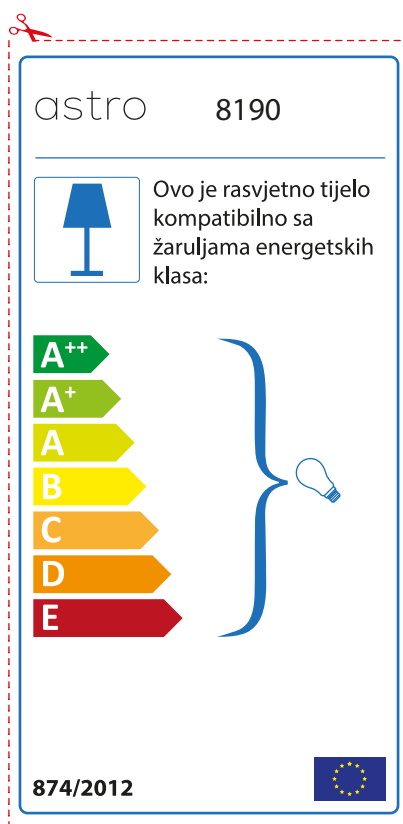 astro 8190
Ovo je rasvjetno tijelo
kompatibilno sa
žaruljama energetskih
klasa:
A++
A+
A
B
C
D
E
874/2012